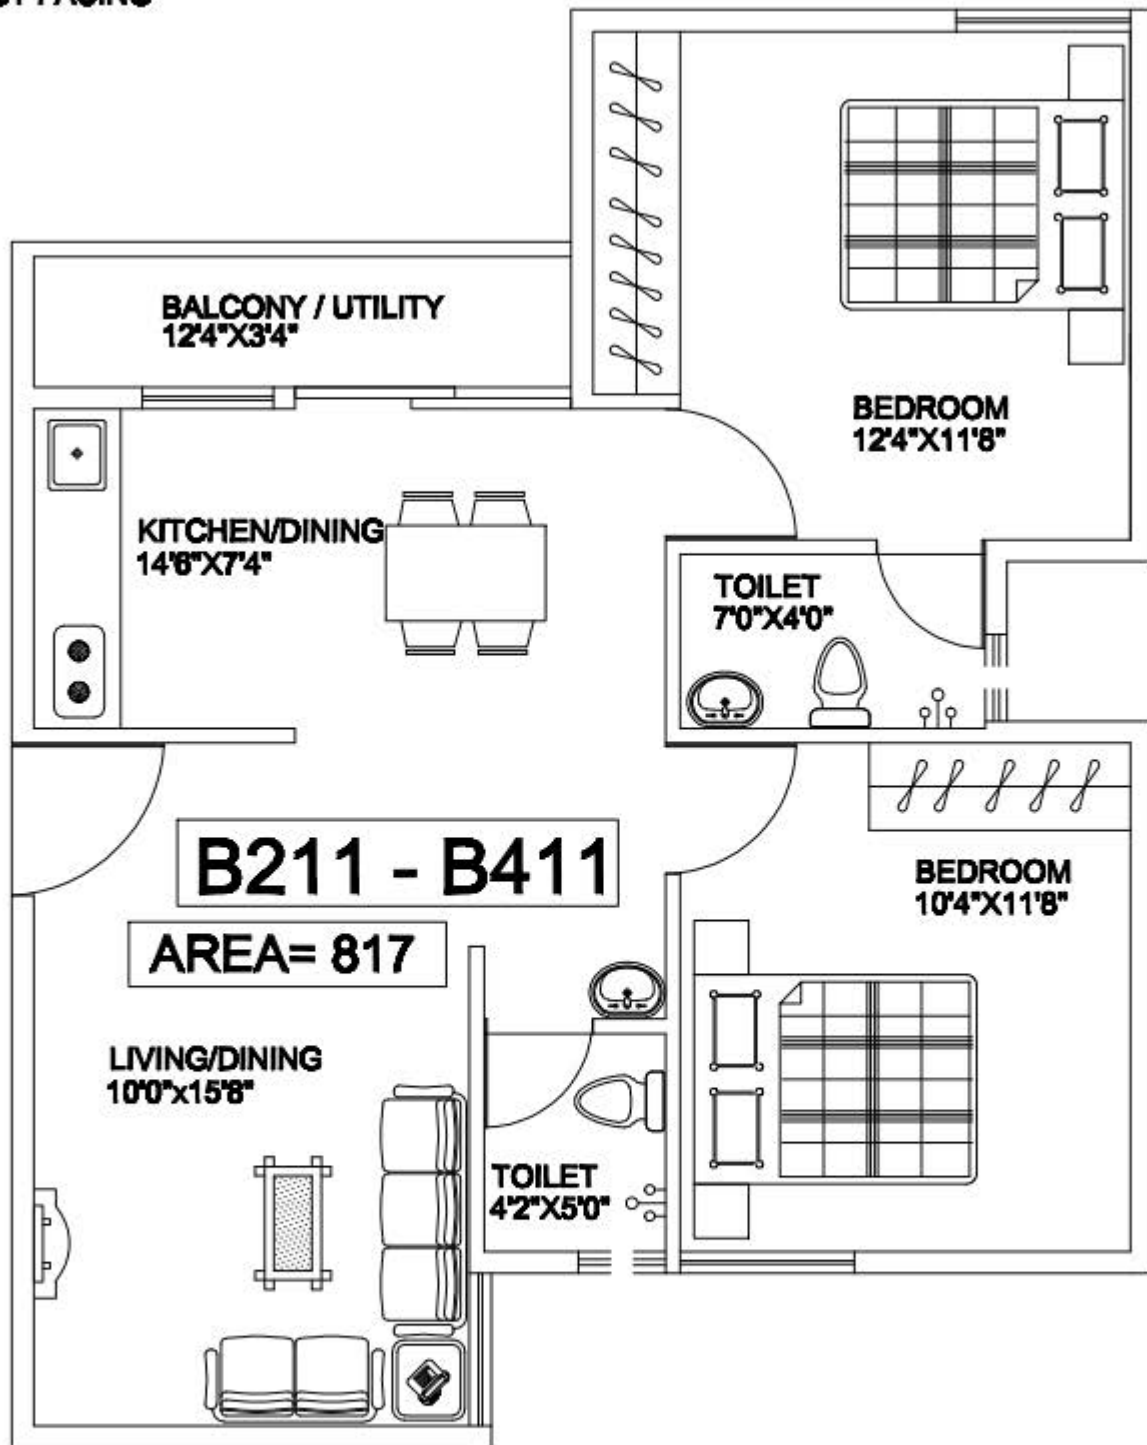 FACING
BALCONY / UTILITY
12'4"X3'4"
BEDROOM
12'4"X11'8"
KITCHEN/DINING
14'6"X7'4"
TOILET
7'0"X4'0"
B211 - B411
BEDROOM
10'4"X11'8"
AREA= 817
LIVING/DINING
10'0"x15'8"
TOILET
4'2"X5'0"